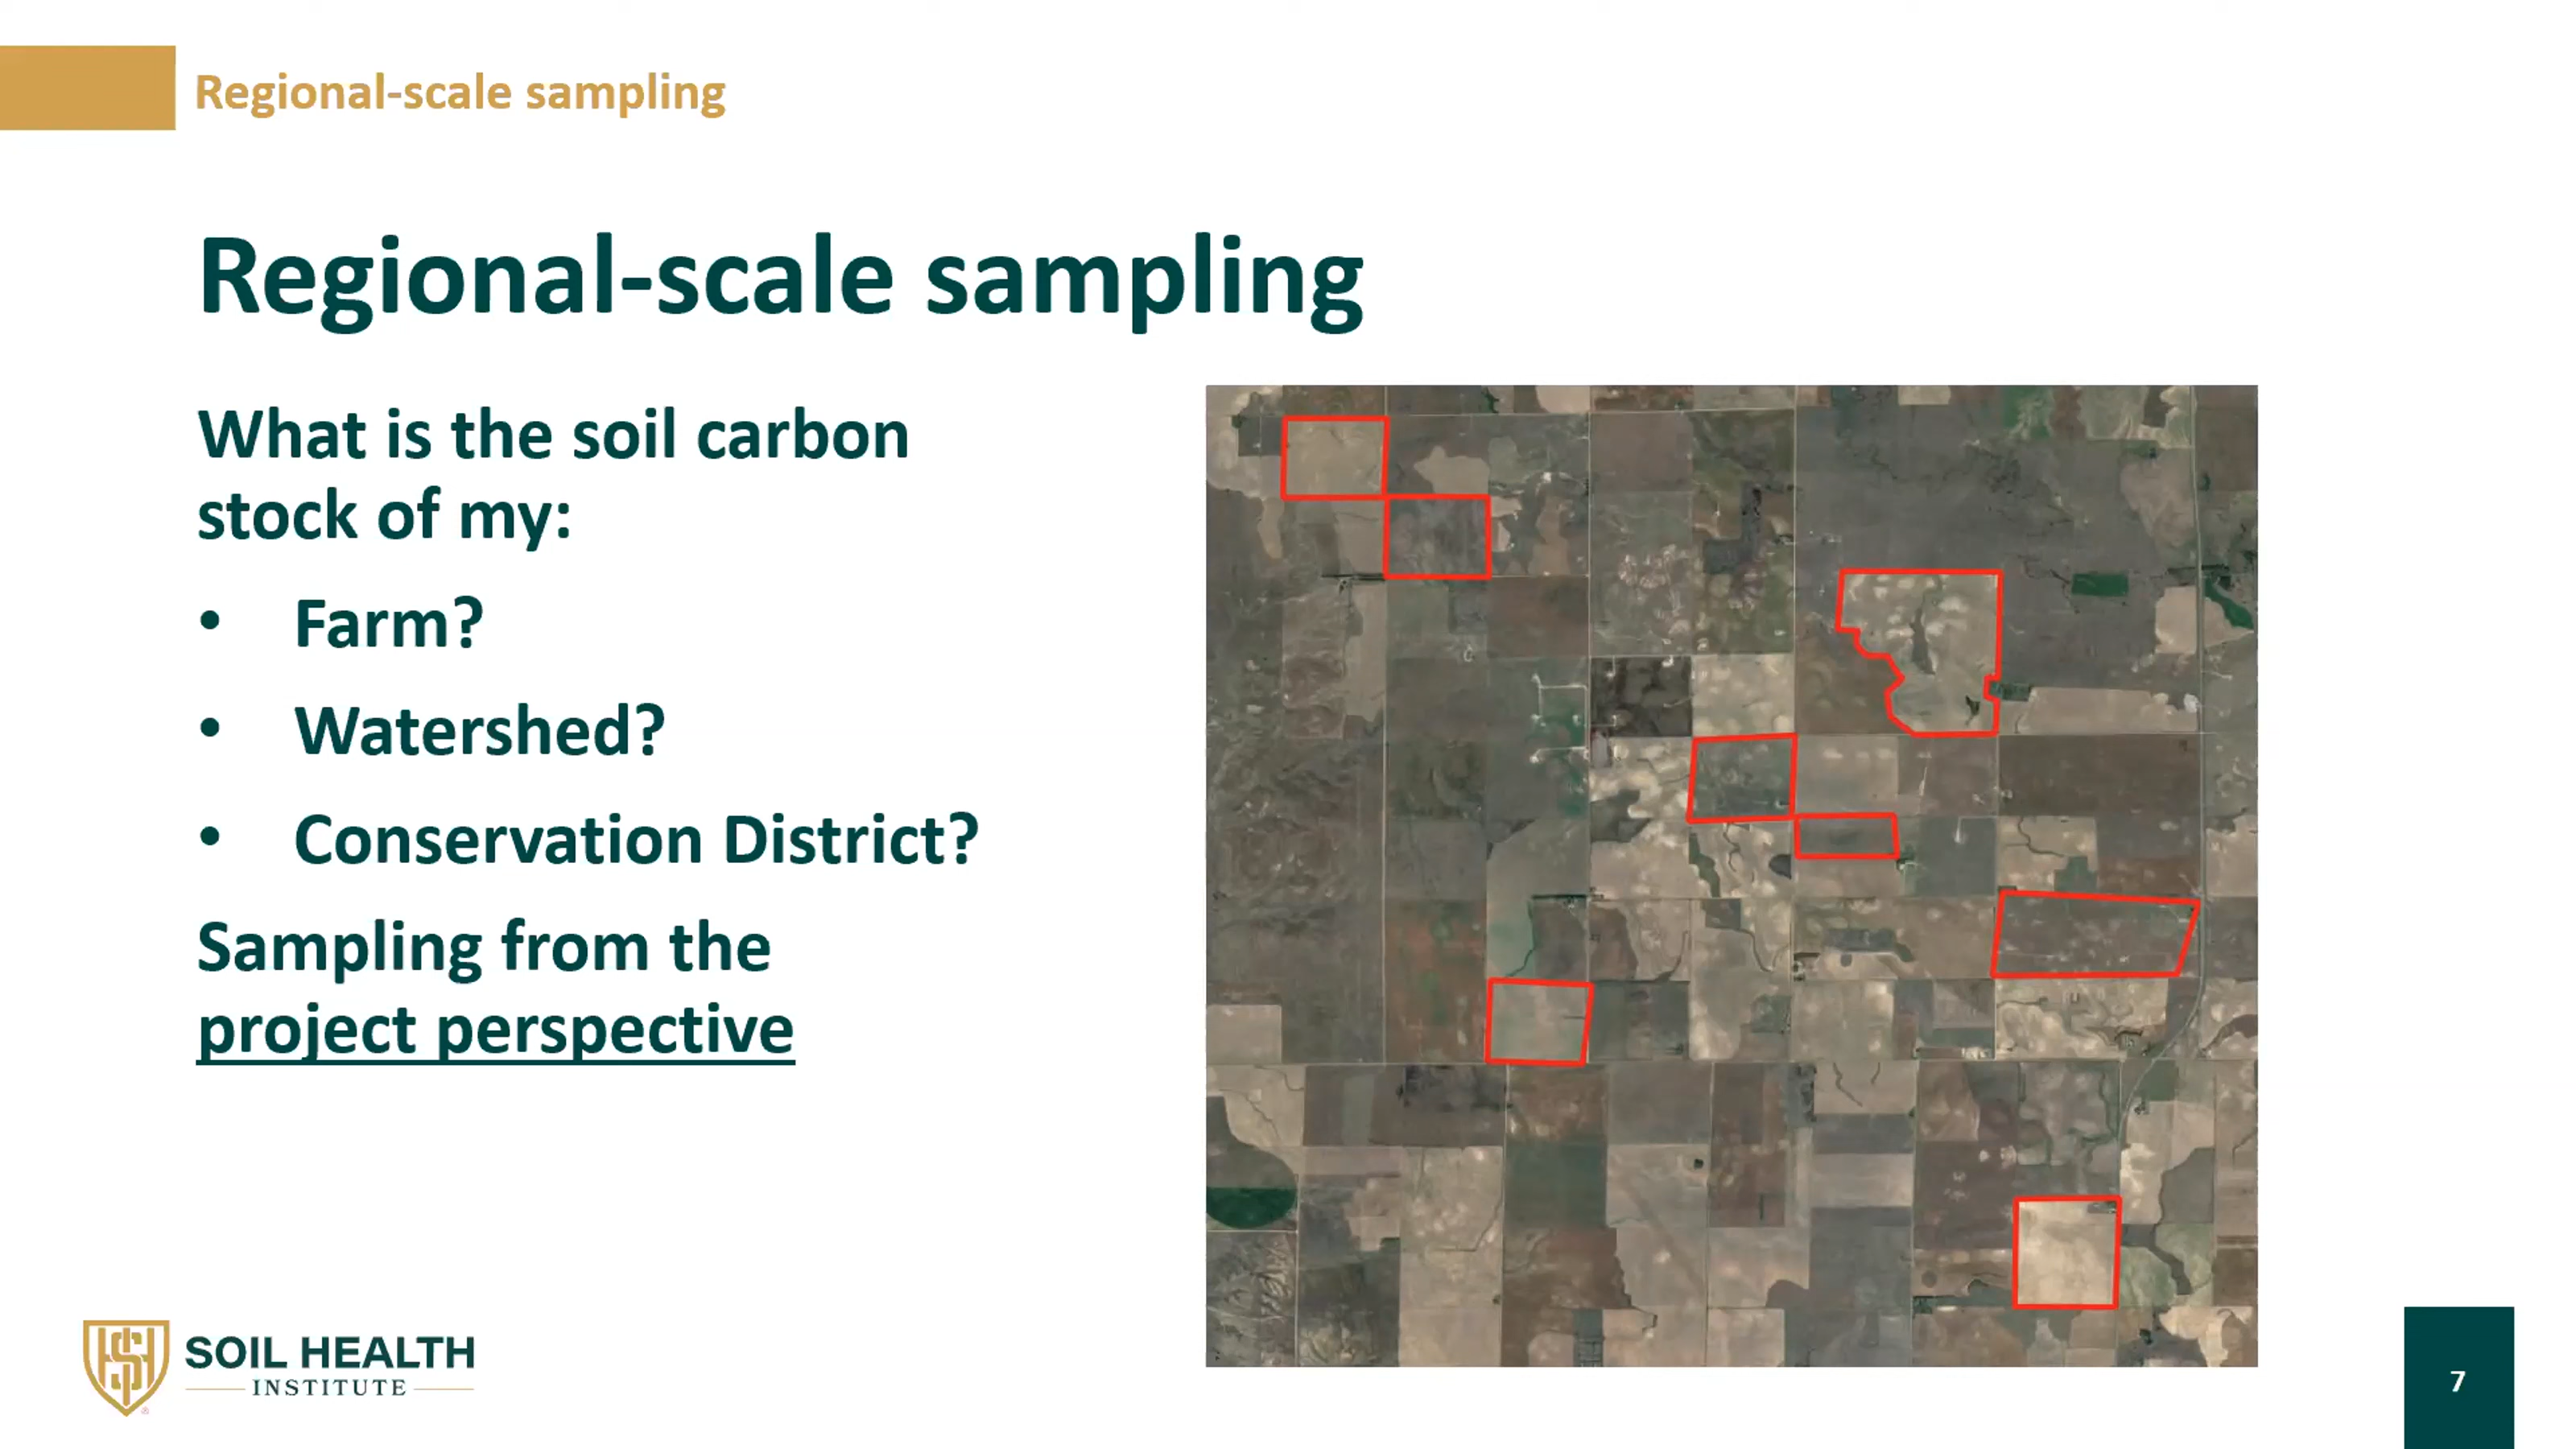 Regional-scale sampling
Regional-scale sampling
What is the soil carbon
stock of my:
• Farm?
• Watershed?
• Conservation District?
Sampling from the
project perspective
SOIL HEALTH
INSTITUTE
7